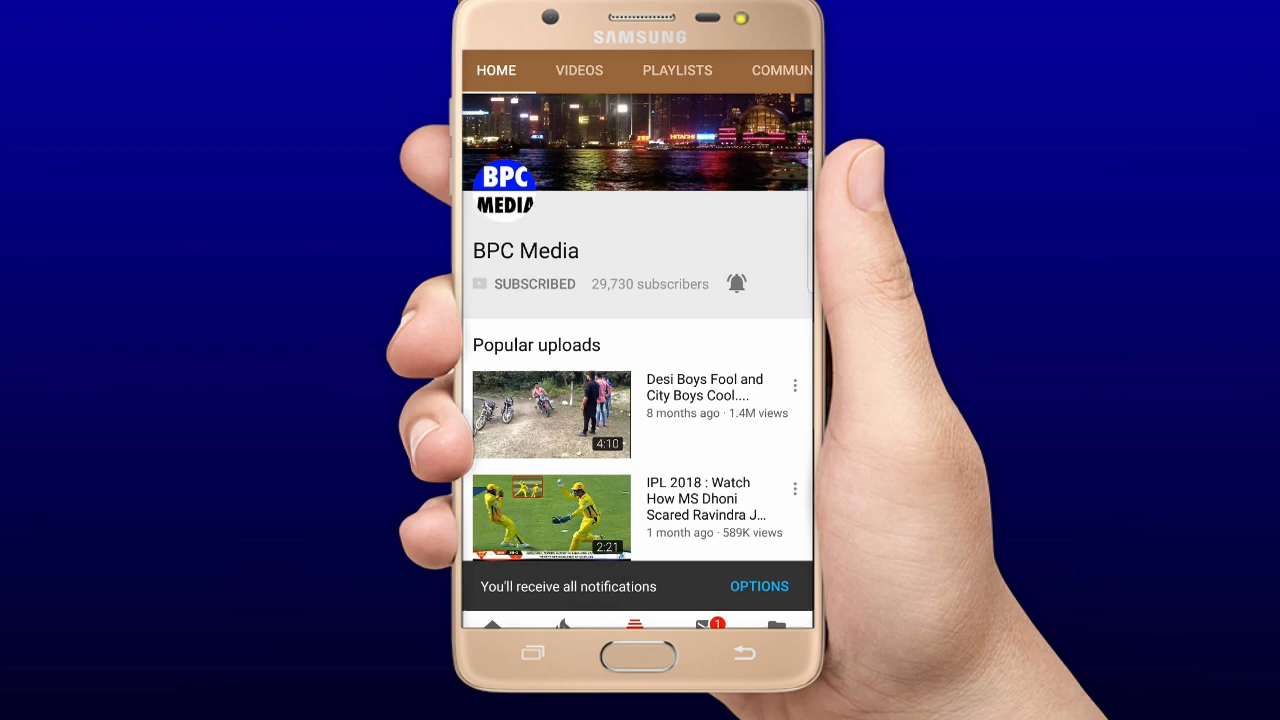 SAMSUNG
HOME VIDEOS PLAYLISTS COMMUN
HITACHI
BPC
MEDIA
BPC Media
SUBSCRIBED 29,730 subscribers
Popular uploads
Desi Boys Fool and
City Boys Cool....
8 months ago · 1.4M views
4:10
IPL 2018 : Watch
How MS Dhoni
Scared Ravindra J...
1 month ago · 589K views
2:21
You'll receive all notifications OPTIONS
1